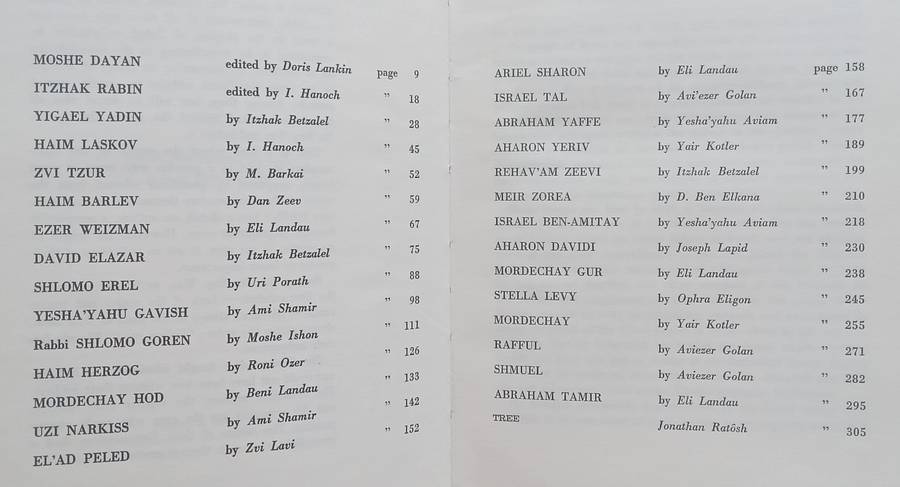 MOSHE DAYAN edited by Doris Lankin page 9
ITZHAK RABIN edited by I. Hanoch " 18
YIGAEL YADIN by Itzhak Betzalel " 28
HAIM LASKOV by I. Hanoch " 45
ZVI TZUR by M. Barkai " 52
HAIM BARLEV by Dan Zeev " 59
EZER WEIZMAN by Eli Landau " 67
DAVID ELAZAR by Itzhak Betzalel " 75
SHLOMO EREL by Uri Porath " 88
YESHA'YAHU GAVISH by Ami Shamir " 98
Rabbi SHLOMO GOREN by Moshe Ishon " 111
HAIM HERZOG by Roni Ozer " 126
MORDECHAY HOD by Beni Landau " 133
UZI NARKISS by Ami Shamir " 142
EL'AD PELED by Zvi Lavi " 152
ARIEL SHARON by Eli Landau page 158
ISRAEL TAL by Avi'ezer Golan " 167
ABRAHAM YAFFE by Yesha'yahu Aviam " 177
AHARON YERIV by Yair Kotler " 189
REHAV'AM ZEEVI by Itzhak Betzalel " 199
MEIR ZOREA by D. Ben Elkana " 210
ISRAEL BEN-AMITAY by Yesha'yahu Aviam " 218
AHARON DAVIDI by Joseph Lapid " 230
MORDECHAY GUR by Eli Landau " 238
STELLA LEVY by Ophra Eligon " 245
MORDECHAY by Yair Kotler " 255
RAFFUL by Aviezer Golan " 271
SHMUEL by Aviezer Golan " 282
ABRAHAM TAMIR by Eli Landau " 295
TREE Jonathan Ratōsh " 305